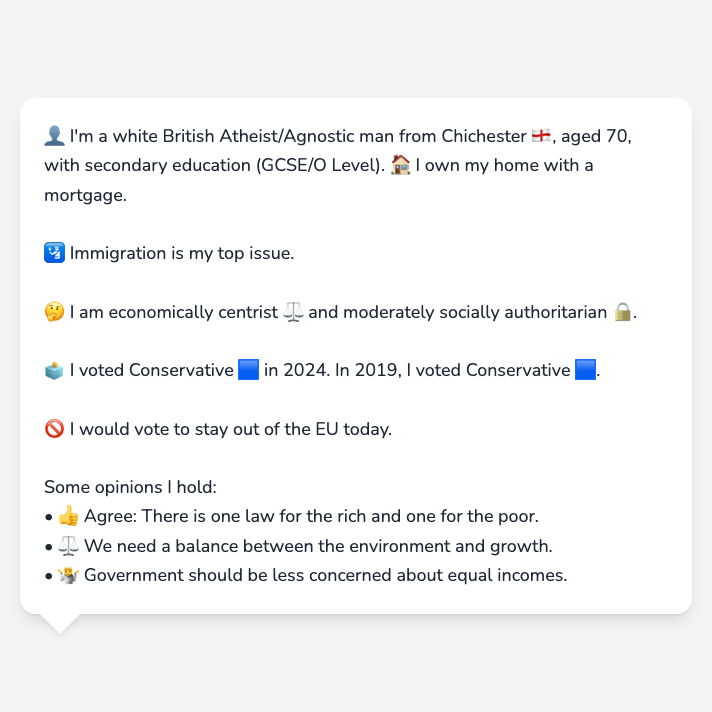 👤 I'm a white British Atheist/Agnostic man from Chichester 🏴󠁧󠁢󠁥󠁮󠁧󠁿, aged 70,
with secondary education (GCSE/O Level). 🏠 I own my home with a
mortgage.
🛂 Immigration is my top issue.
🤔 I am economically centrist ⚖️ and moderately socially authoritarian 🔒.
🗳️ I voted Conservative 🟦 in 2024. In 2019, I voted Conservative 🟦.
🚫 I would vote to stay out of the EU today.
Some opinions I hold:
• 👍 Agree: There is one law for the rich and one for the poor.
• ⚖️ We need a balance between the environment and growth.
• 🤷 Government should be less concerned about equal incomes.